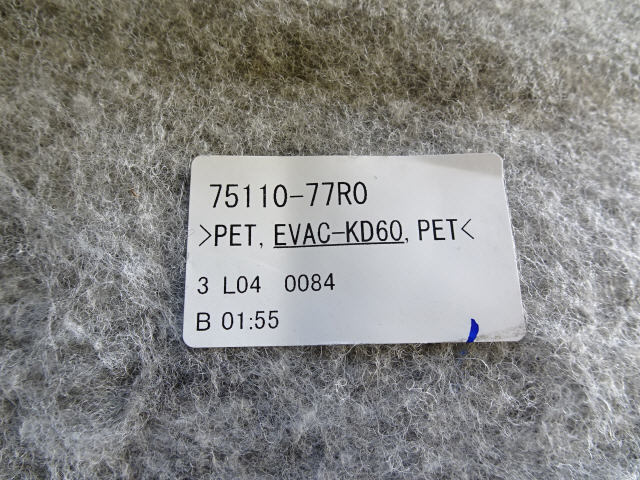 75110-77R0
>PET, EVAC-KD60, PET<
3 L04 0084
B 01:55